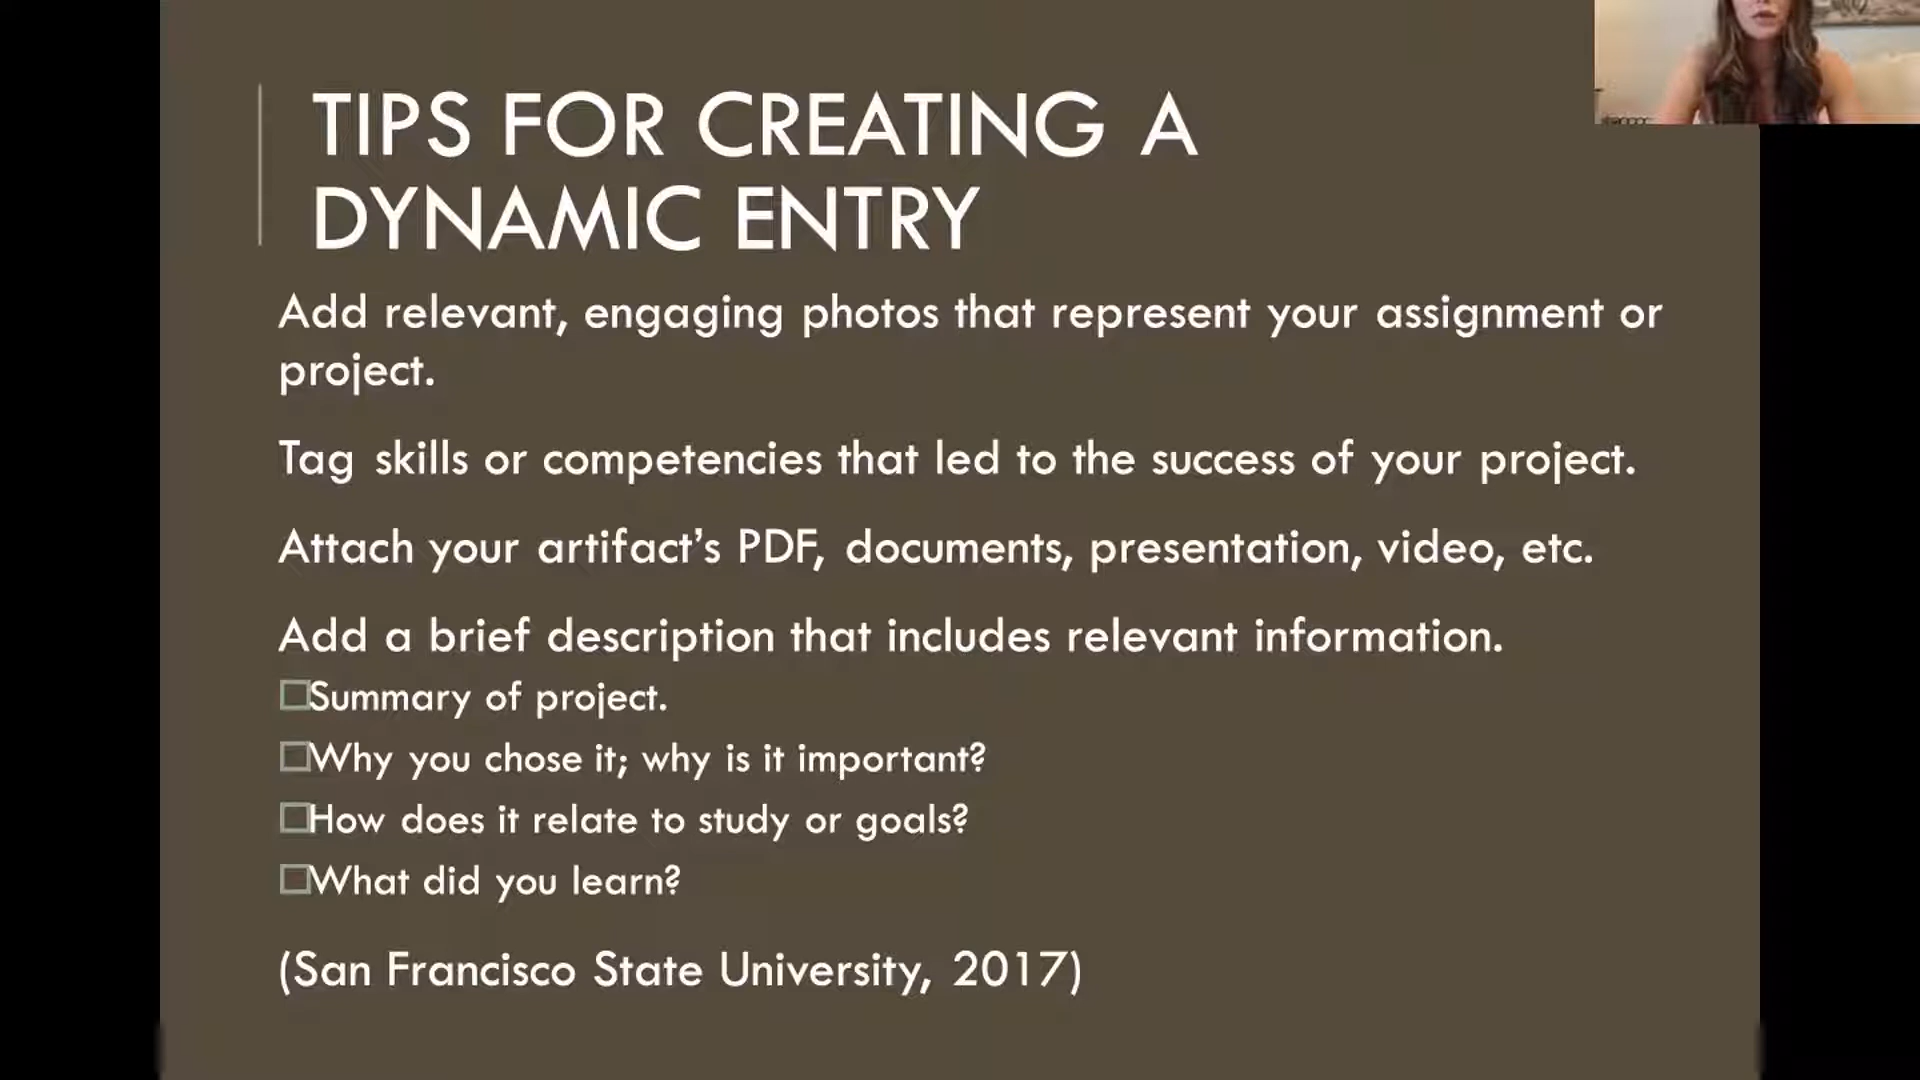 TIPS FOR CREATING A
DYNAMIC ENTRY
Add relevant, engaging photos that represent your assignment or
project.
Tag skills or competencies that led to the success of your project.
Attach your artifact’s PDF, documents, presentation, video, etc.
Add a brief description that includes relevant information.
Summary of project.
Why you chose it; why is it important?
How does it relate to study or goals?
What did you learn?
(San Francisco State University, 2017)